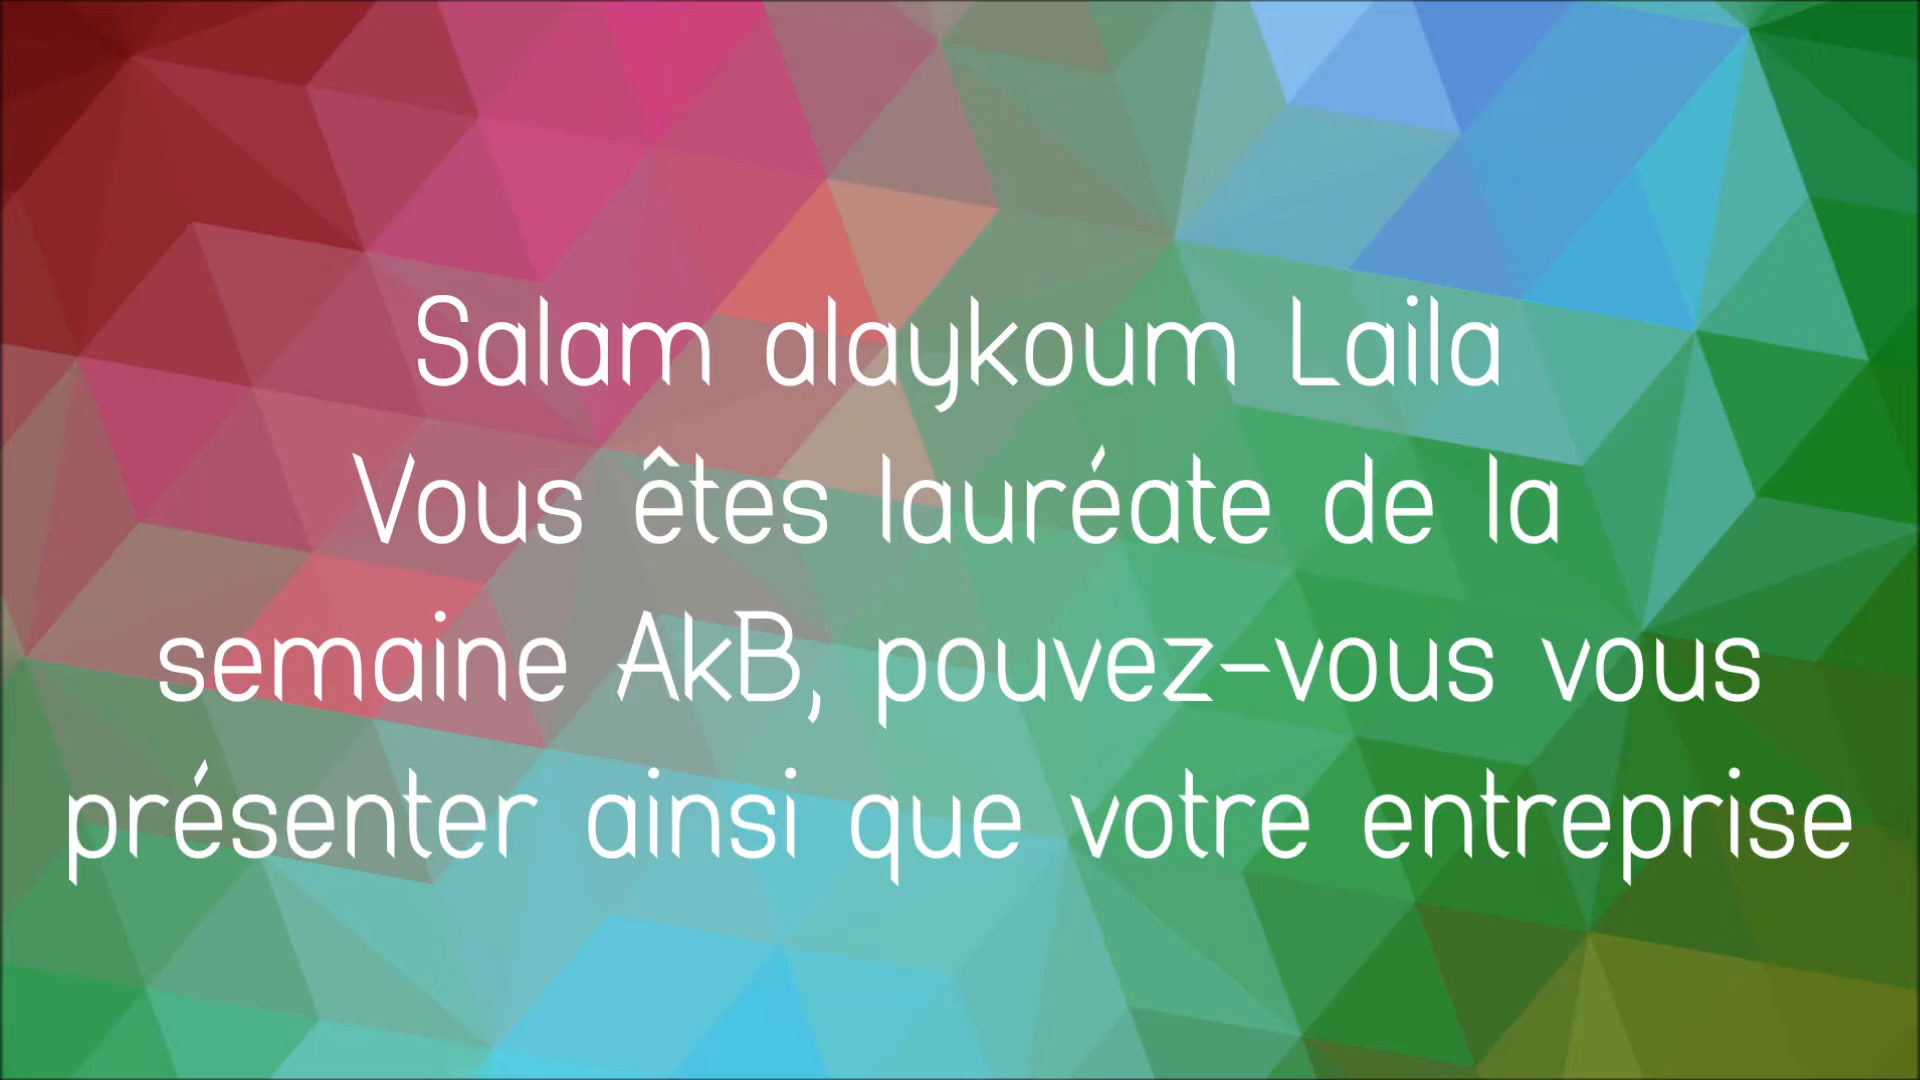 Salam alaykoum Laila
Vous êtes lauréate de la
semaine AkB, pouvez-vous vous
présenter ainsi que votre entreprise